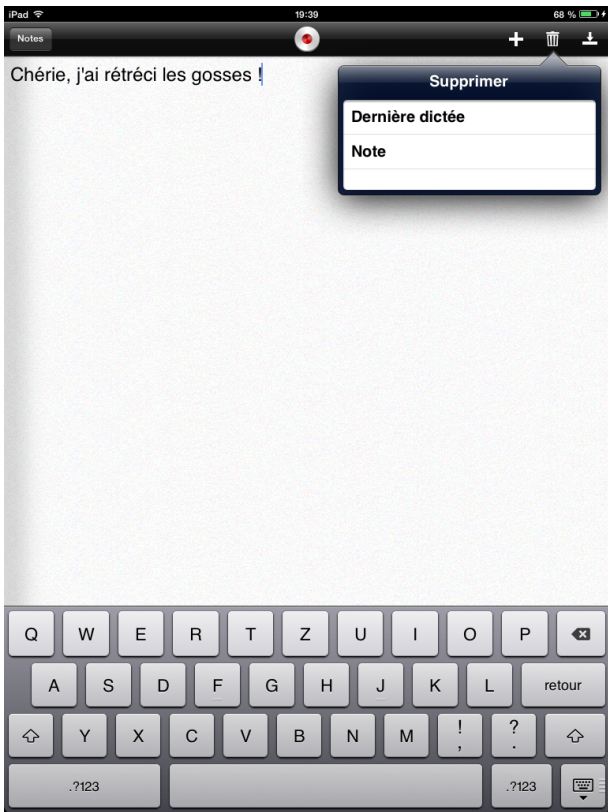 iPad 19:39 68 %
Notes
Chérie, j'ai rétréci les gosses !
Supprimer
Dernière dictée
Note
Q W E R T Z U I O P
A S D F G H J K L retour
Y X C V B N M ! , ? .
.?123 .?123